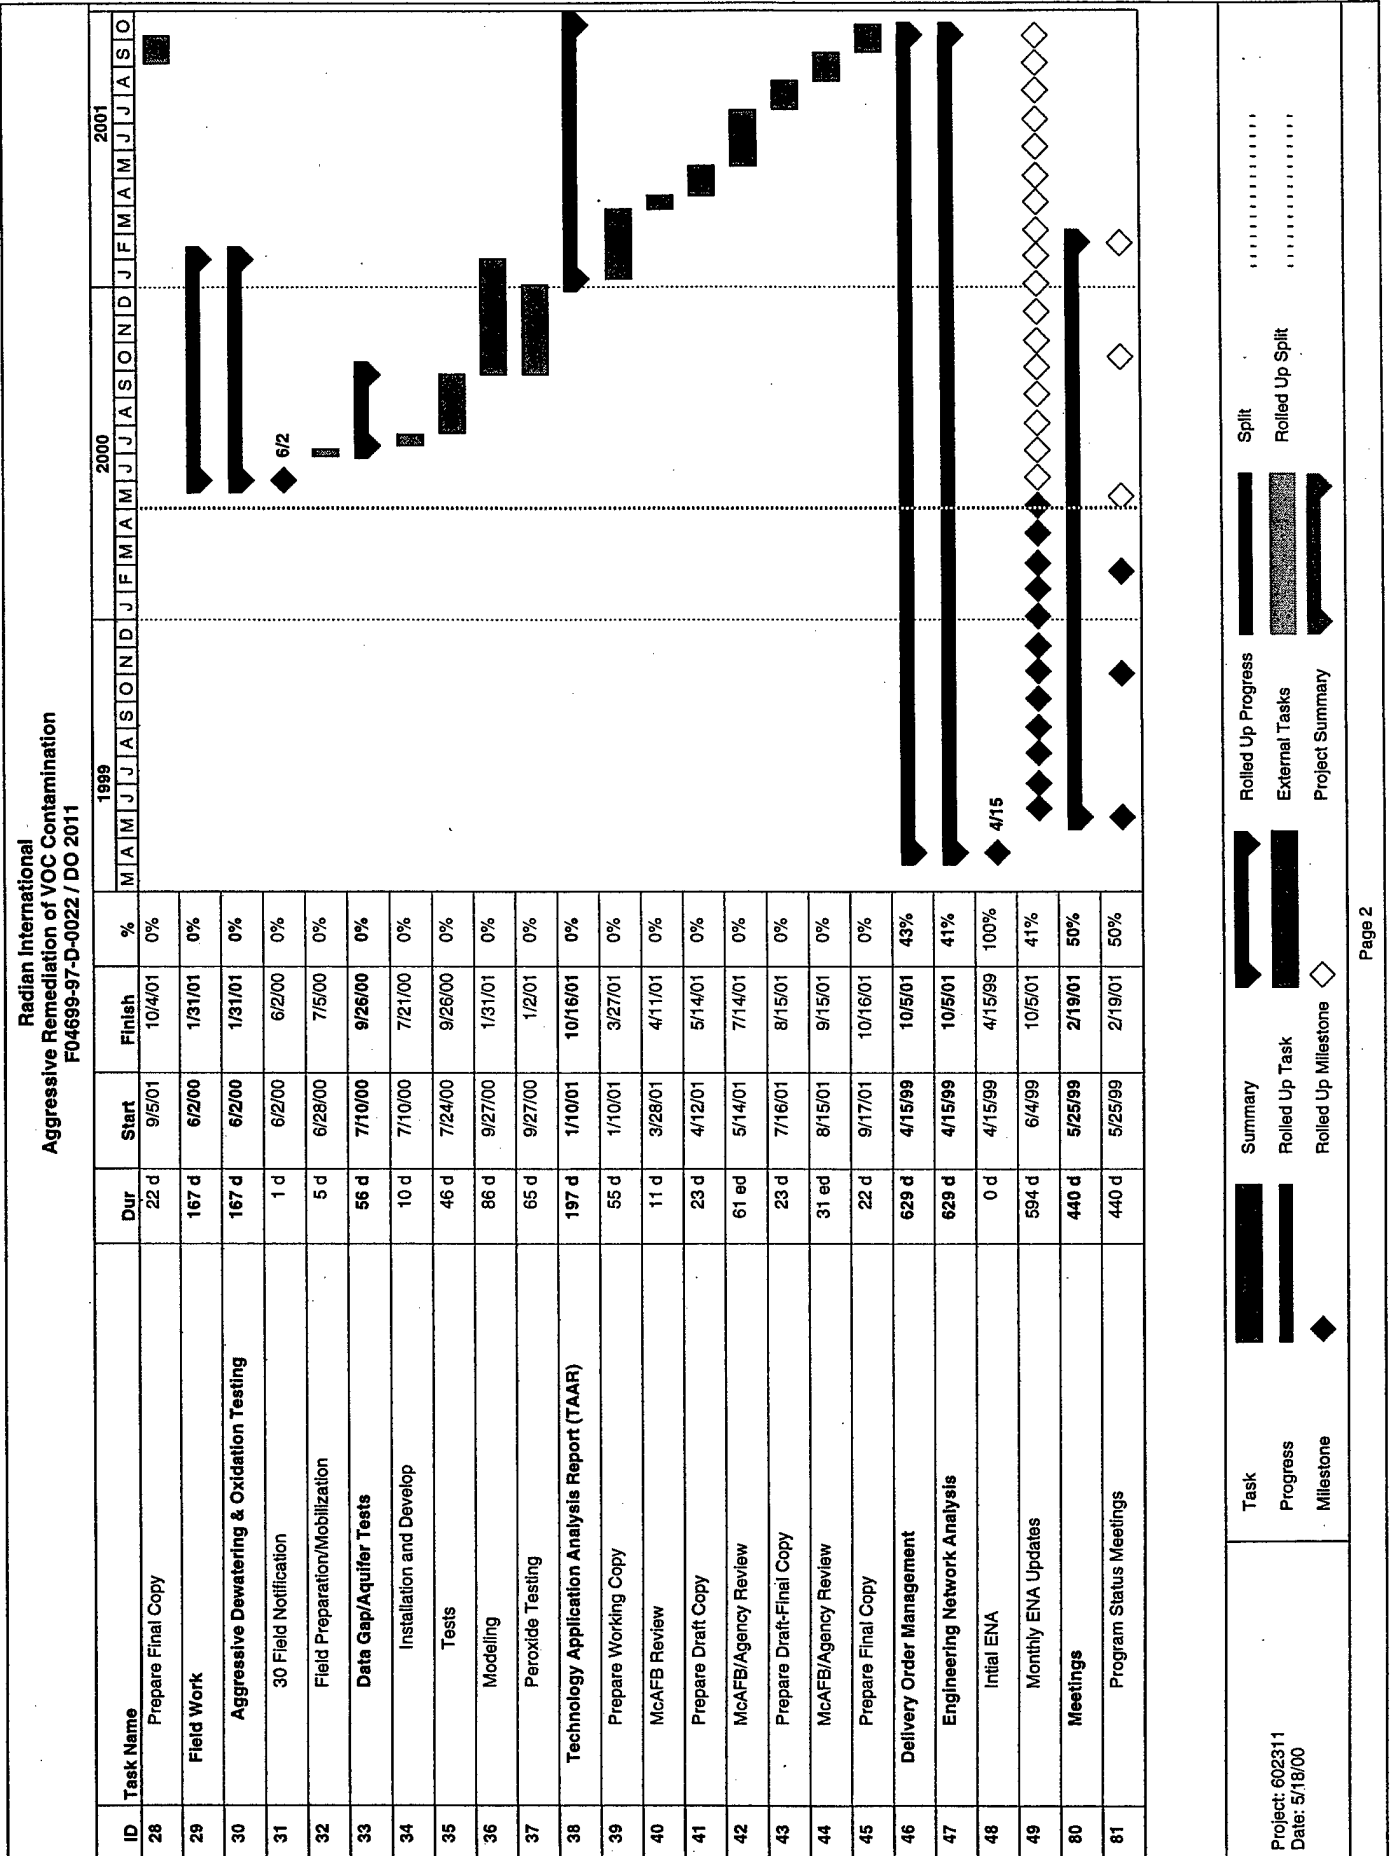 Radian International
Aggressive Remediation of VOC Contamination
F04699-97-D-0022 / DO 2011
ID Task Name Dur Start Finish % 1999 2000 2001
M A M J J A S O N D J F M A M J J A S O N D J F M A M J J A S O
28 Prepare Final Copy 22 d 9/5/01 10/4/01 0%
29 Field Work 167 d 6/2/00 1/31/01 0%
30 Aggressive Dewatering & Oxidation Testing 167 d 6/2/00 1/31/01 0%
31 30 Field Notification 1 d 6/2/00 6/2/00 0% 6/2
32 Field Preparation/Mobilization 5 d 6/28/00 7/5/00 0%
33 Data Gap/Aquifer Tests 56 d 7/10/00 9/26/00 0%
34 Installation and Develop 10 d 7/10/00 7/21/00 0%
35 Tests 46 d 7/24/00 9/26/00 0%
36 Modeling 86 d 9/27/00 1/31/01 0%
37 Peroxide Testing 65 d 9/27/00 1/2/01 0%
38 Technology Application Analysis Report (TAAR) 197 d 1/10/01 10/16/01 0%
39 Prepare Working Copy 55 d 1/10/01 3/27/01 0%
40 McAFB Review 11 d 3/28/01 4/11/01 0%
41 Prepare Draft Copy 23 d 4/12/01 5/14/01 0%
42 McAFB/Agency Review 61 ed 5/14/01 7/14/01 0%
43 Prepare Draft-Final Copy 23 d 7/16/01 8/15/01 0%
44 McAFB/Agency Review 31 ed 8/15/01 9/15/01 0%
45 Prepare Final Copy 22 d 9/17/01 10/16/01 0%
46 Delivery Order Management 629 d 4/15/99 10/5/01 43%
47 Engineering Network Analysis 629 d 4/15/99 10/5/01 41%
48 Intial ENA 0 d 4/15/99 4/15/99 100% 4/15
49 Monthly ENA Updates 594 d 6/4/99 10/5/01 41%
80 Meetings 440 d 5/25/99 2/19/01 50%
81 Program Status Meetings 440 d 5/25/99 2/19/01 50%
Project: 602311
Date: 5/18/00
Task Summary Rolled Up Progress Split
Progress Rolled Up Task External Tasks Rolled Up Split
Milestone Rolled Up Milestone Project Summary
Page 2